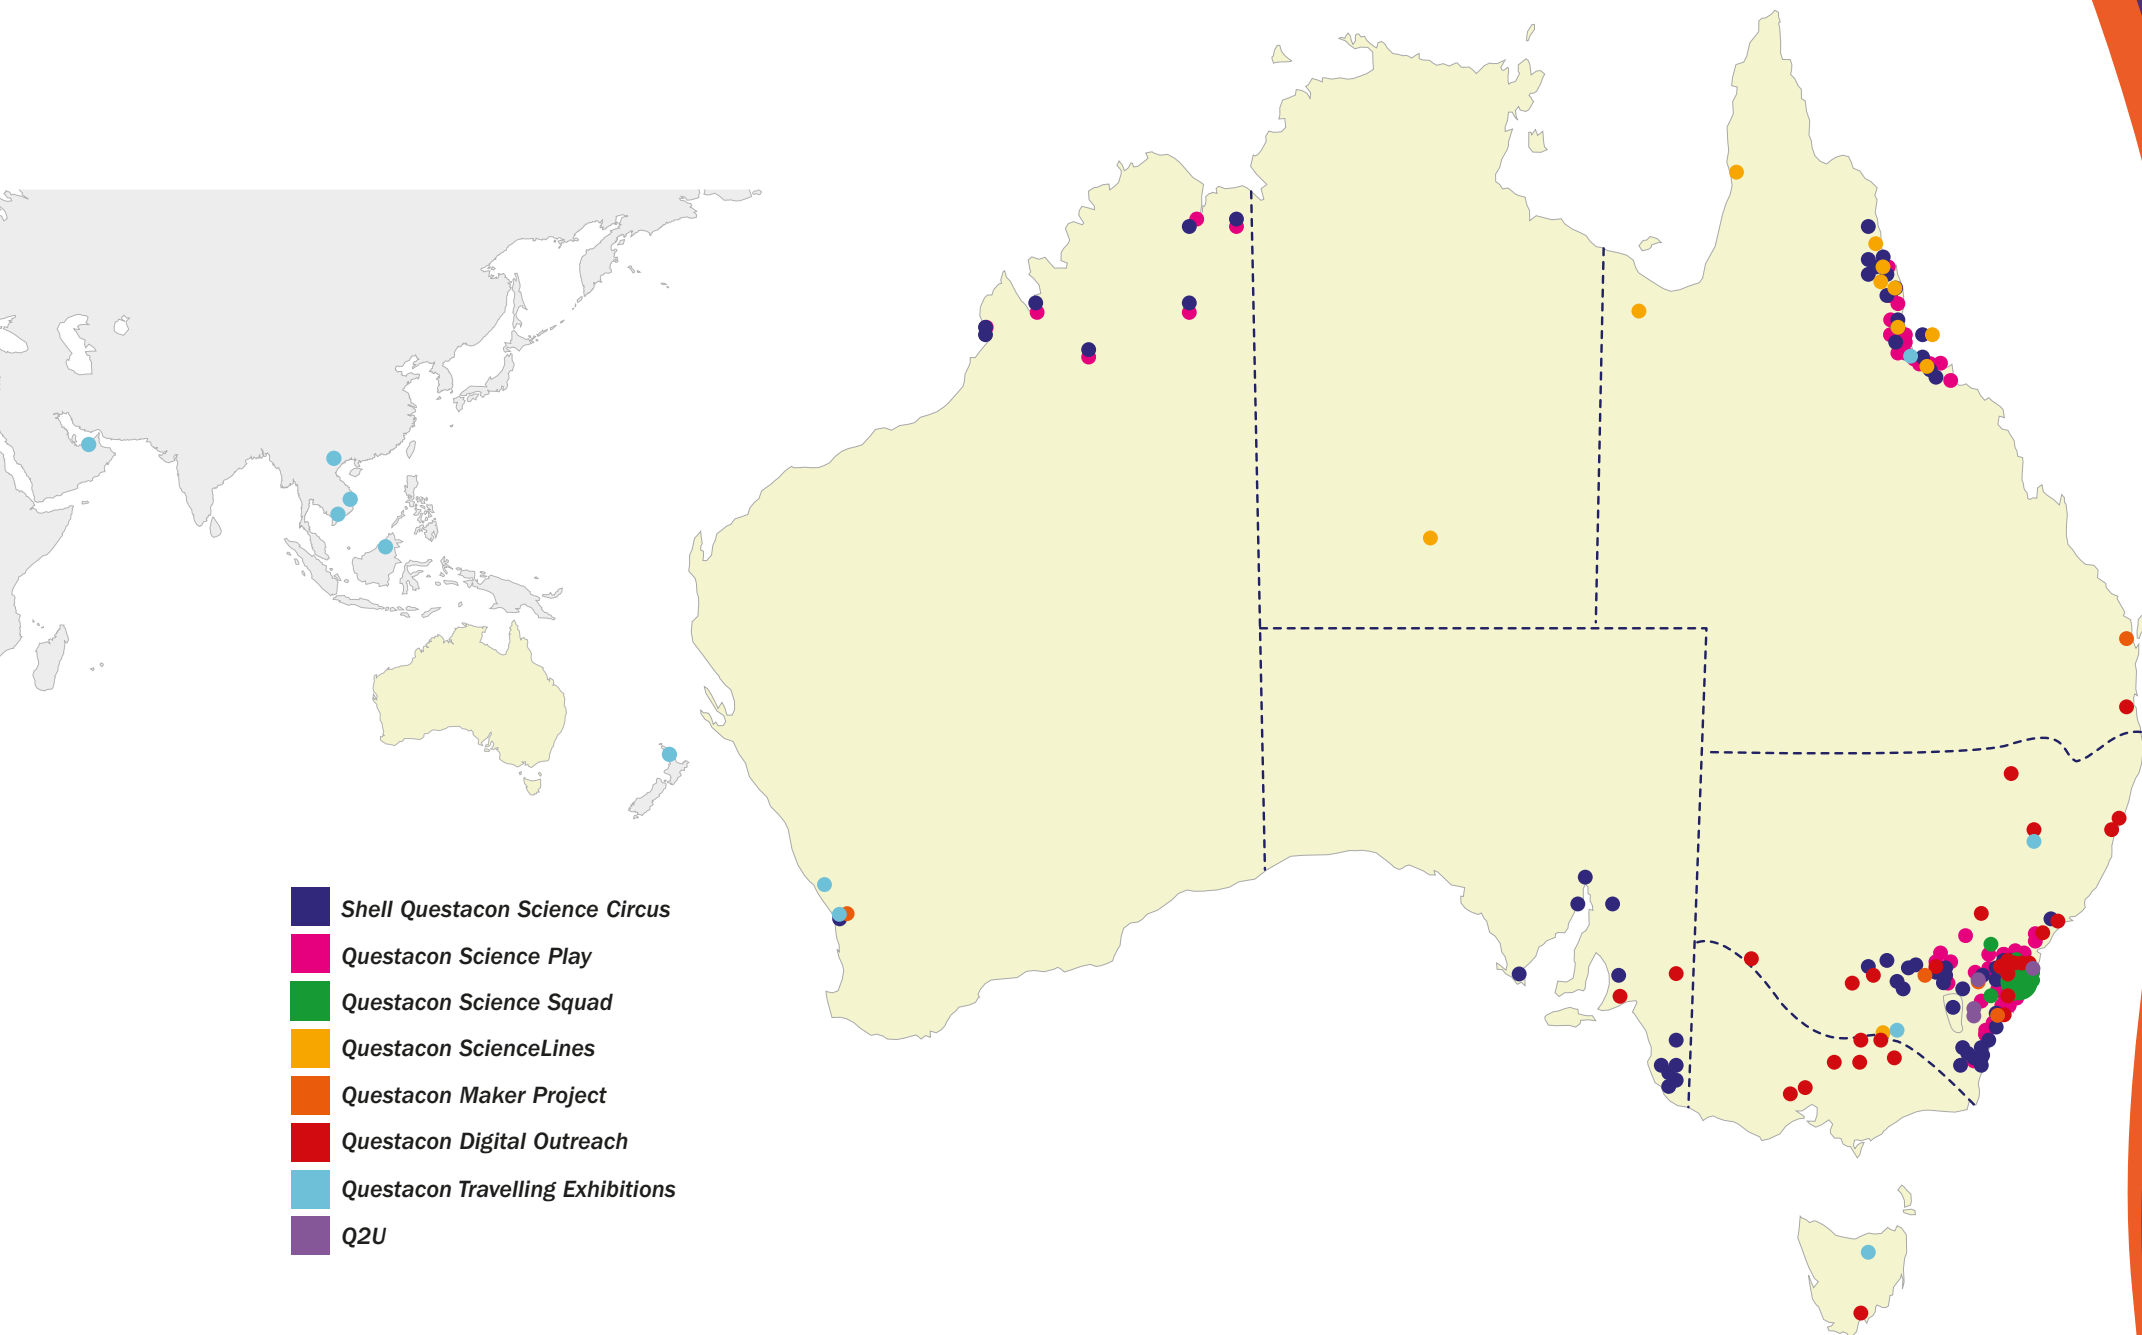 Shell Questacon Science Circus
Questacon Science Play
Questacon Science Squad
Questacon ScienceLines
Questacon Maker Project
Questacon Digital Outreach
Questacon Travelling Exhibitions
Q2U